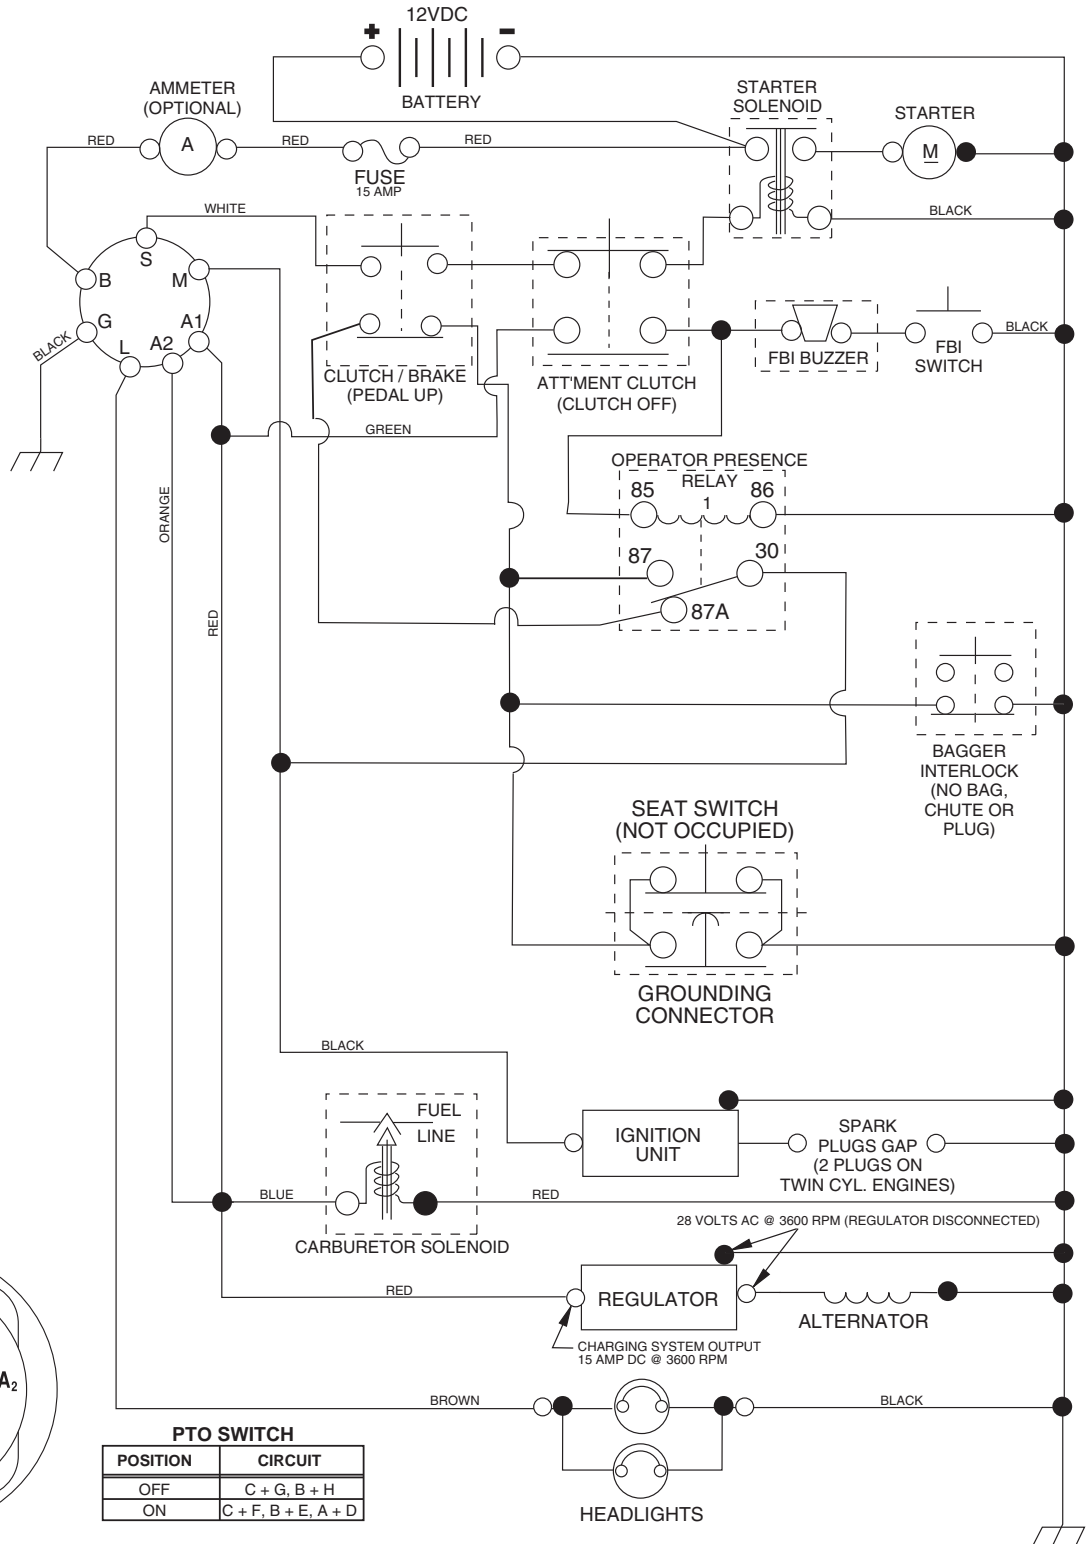 12VDC
+
-
BATTERY
AMMETER
(OPTIONAL)
A
RED
RED
RED
FUSE
15 AMP
STARTER
SOLENOID
STARTER
M
BLACK
WHITE
S
B
M
G
A1
A2
L
BLACK
CLUTCH / BRAKE
(PEDAL UP)
ATT'MENT CLUTCH
(CLUTCH OFF)
FBI BUZZER
FBI
SWITCH
BLACK
GREEN
OPERATOR PRESENCE
RELAY
1
85
86
87
30
87A
ORANGE
RED
BAGGER
INTERLOCK
(NO BAG,
CHUTE OR
PLUG)
SEAT SWITCH
(NOT OCCUPIED)
GROUNDING
CONNECTOR
BLACK
FUEL
LINE
IGNITION
UNIT
SPARK
PLUGS GAP
(2 PLUGS ON
TWIN CYL. ENGINES)
BLUE
RED
CARBURETOR SOLENOID
28 VOLTS AC @ 3600 RPM (REGULATOR DISCONNECTED)
RED
REGULATOR
ALTERNATOR
CHARGING SYSTEM OUTPUT
15 AMP DC @ 3600 RPM
A2
BROWN
BLACK
HEADLIGHTS
PTO SWITCH
POSITION CIRCUIT
OFF C + G, B + H
ON C + F, B + E, A + D